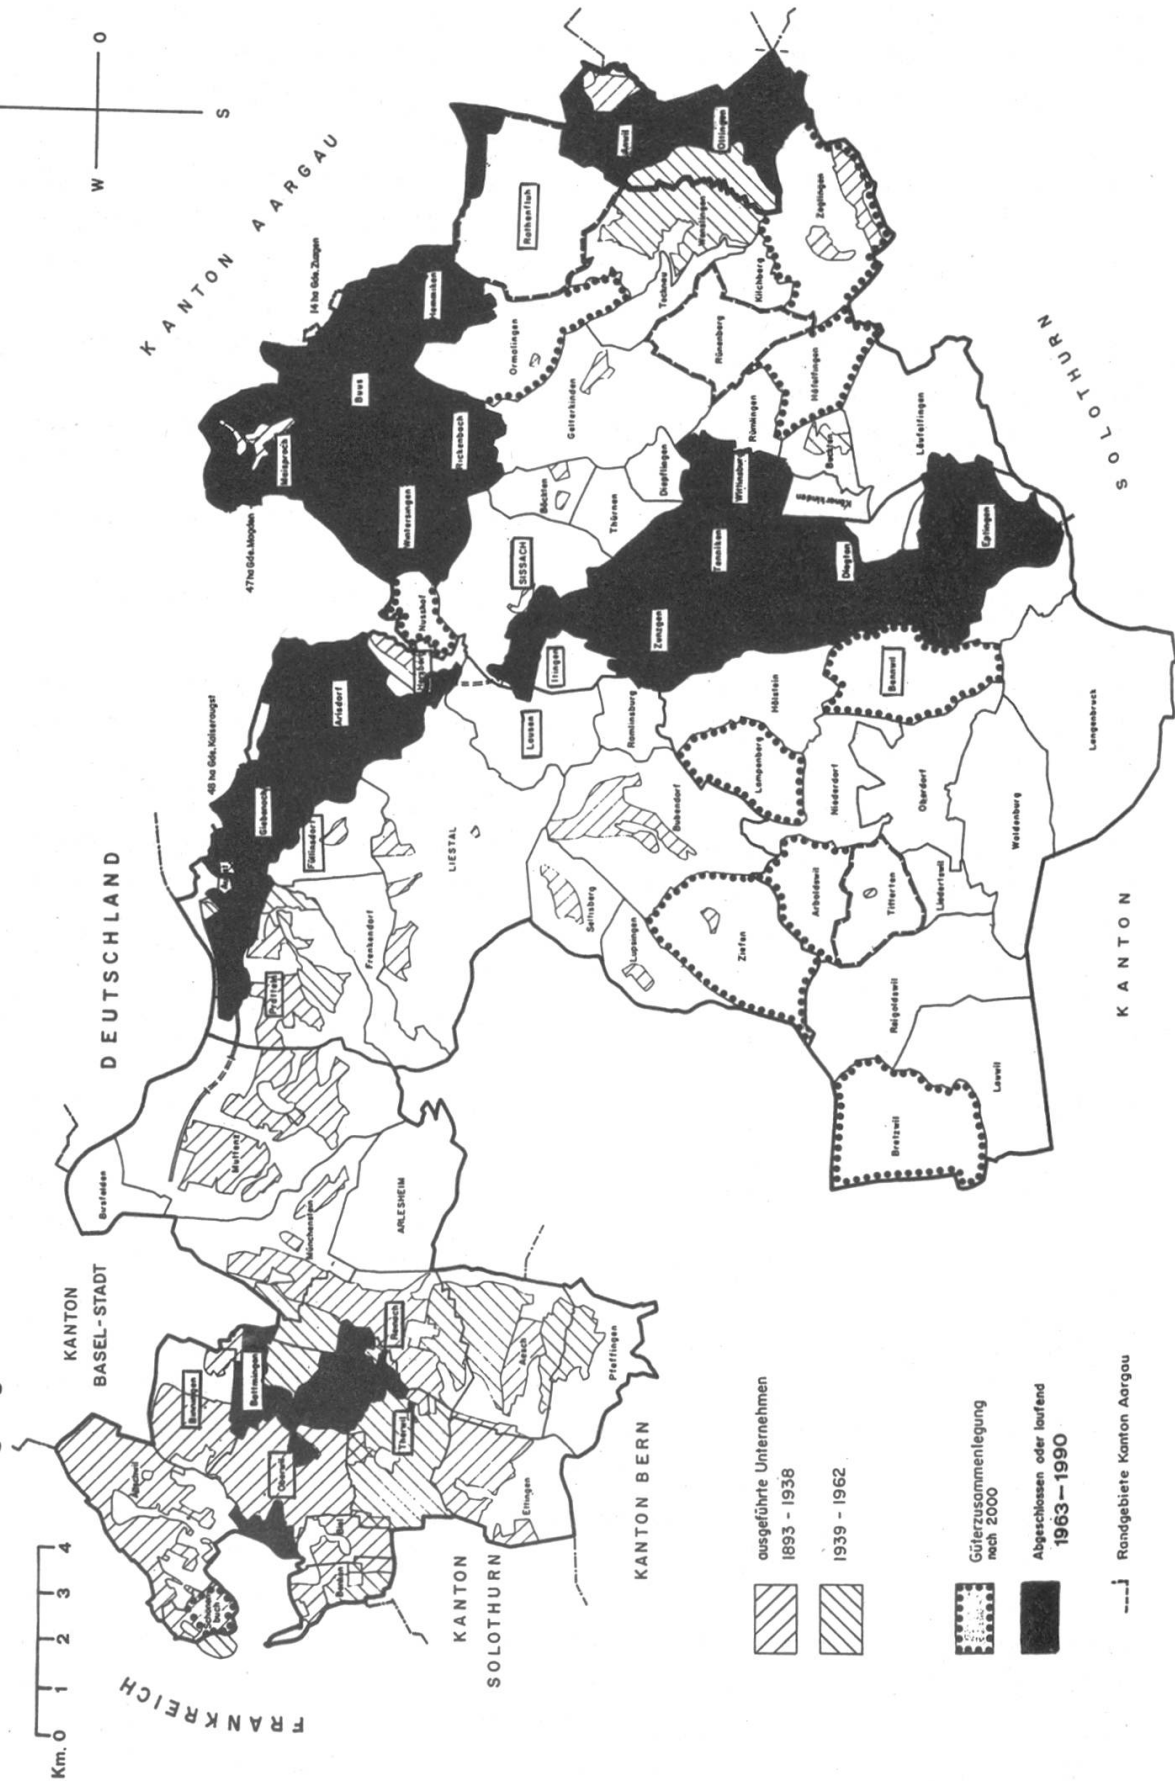 O
W
S
KANTON AARGAU
14 ha Gde. Zuzgen
47 ha Gde. Magden
48 ha Gde. Kaiseraugst
DEUTSCHLAND
KANTON
BASEL-STADT
FRANKREICH
KANTON
SOLOTHURN
KANTON BERN
KANTON
SOLOTHURN
Anwil
Oltingen
Rothenfluh
Wenslingen
Zeglingen
Hemmiken
Tecknau
Kilchberg
Ormalingen
Rünenberg
Buus
Gelterkinden
Häfelfingen
Maisprach
Rickenbach
Rümlingen
Buckten
Läufelfingen
Diepflingen
Wittinsburg
Känerkinden
Wintersingen
Böckten
Thürnen
SISSACH
Tenniken
Diegten
Eptingen
Nusshof
Zunzgen
Itingen
Hersberg
Bennwil
Arisdorf
Lausen
Ramlinsburg
Hölstein
Langenbruck
Lampenberg
Niederdorf
Oberdorf
Waldenburg
Giebenach
Füllinsdorf
LIESTAL
Bubendorf
Augst
Seltisberg
Arboldswil
Titterten
Liedertswil
Frenkendorf
Lupsingen
Ziefen
Pratteln
Reigoldswil
Lauwil
Bretzwil
Muttenz
Birsfelden
Münchenstein
ARLESHEIM
Reinach
Aesch
Pfeffingen
Bottmingen
Binningen
Therwil
Oberwil
Allschwil
Ettingen
Biel
Benken
Schönen-
buch
Km. 0 1 2 3 4
ausgeführte Unternehmen
1893 - 1938
1939 - 1962
Güterzusammenlegung
nach 2000
Abgeschlossen oder laufend
1963 — 1990
Randgebiete Kanton Aargau